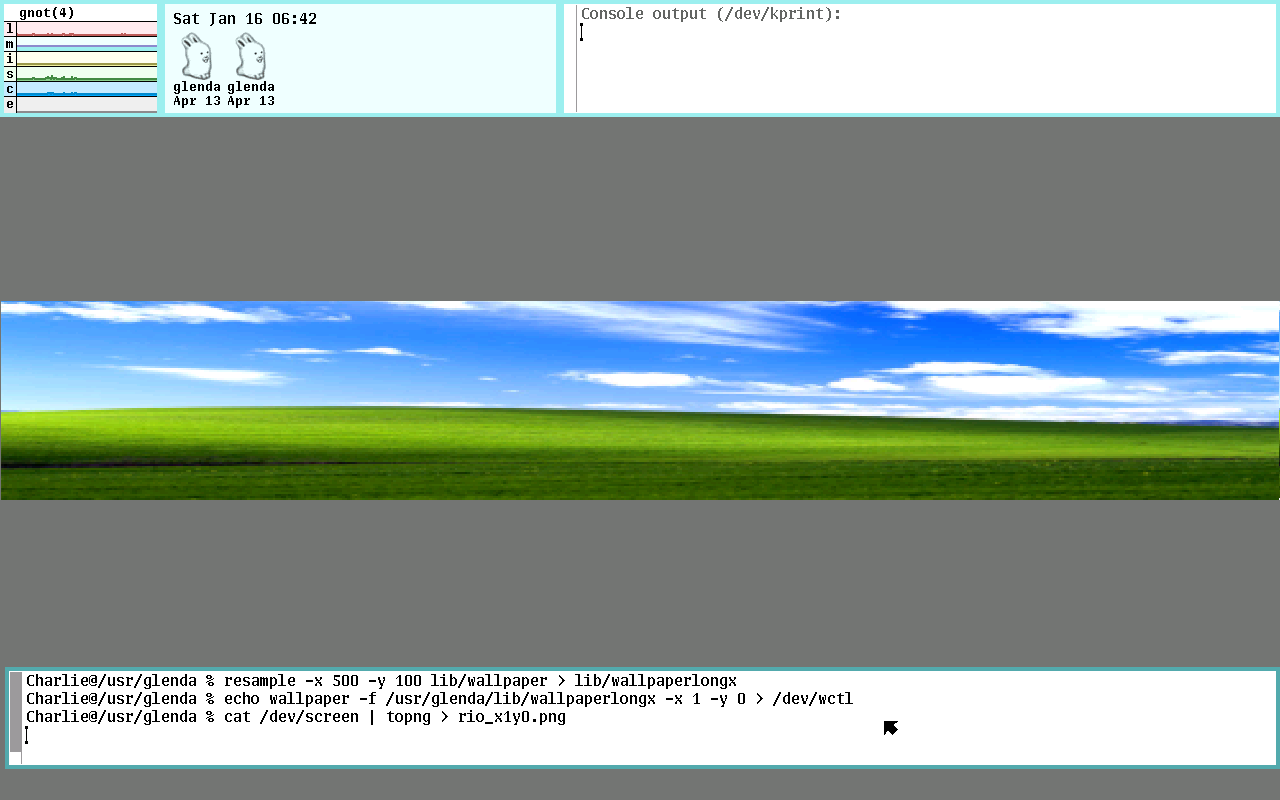 gnot(4)
l
m
i
s
c
e
Sat Jan 16 06:42
glenda glenda
Apr 13 Apr 13
Console output (/dev/kprint):
Charlie@/usr/glenda % resample -x 500 -y 100 lib/wallpaper > lib/wallpaperlongx
Charlie@/usr/glenda % echo wallpaper -f /usr/glenda/lib/wallpaperlongx -x 1 -y 0 > /dev/wctl
Charlie@/usr/glenda % cat /dev/screen | topng > rio_x1y0.png